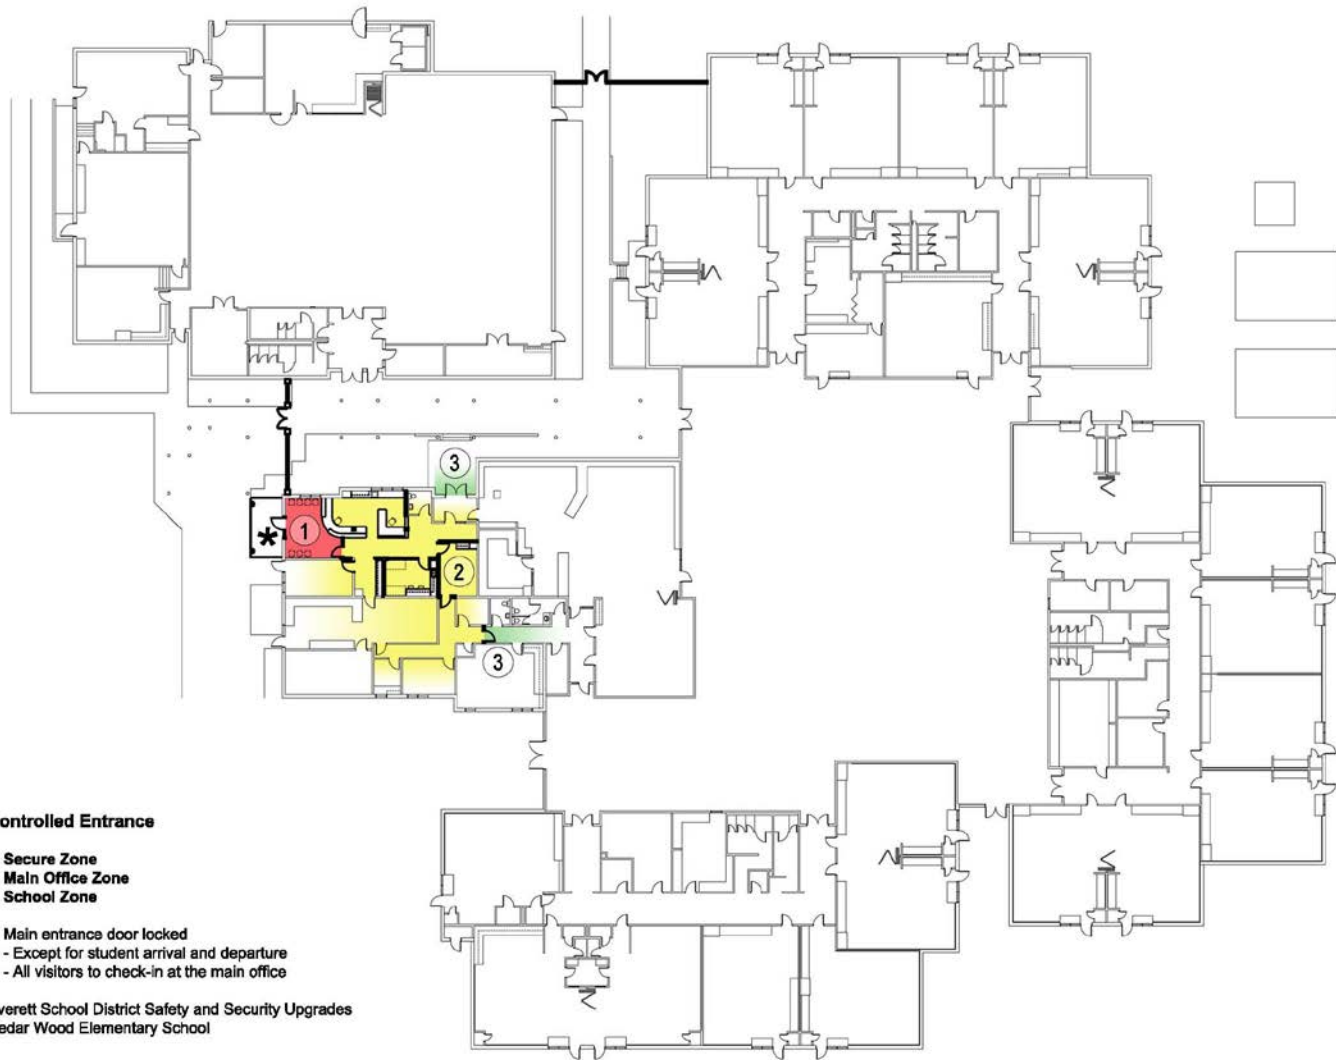 3
1
*
2
3
ontrolled Entrance
Secure Zone
Main Office Zone
School Zone
Main entrance door locked
- Except for student arrival and departure
- All visitors to check-in at the main office
verett School District Safety and Security Upgrades
edar Wood Elementary School